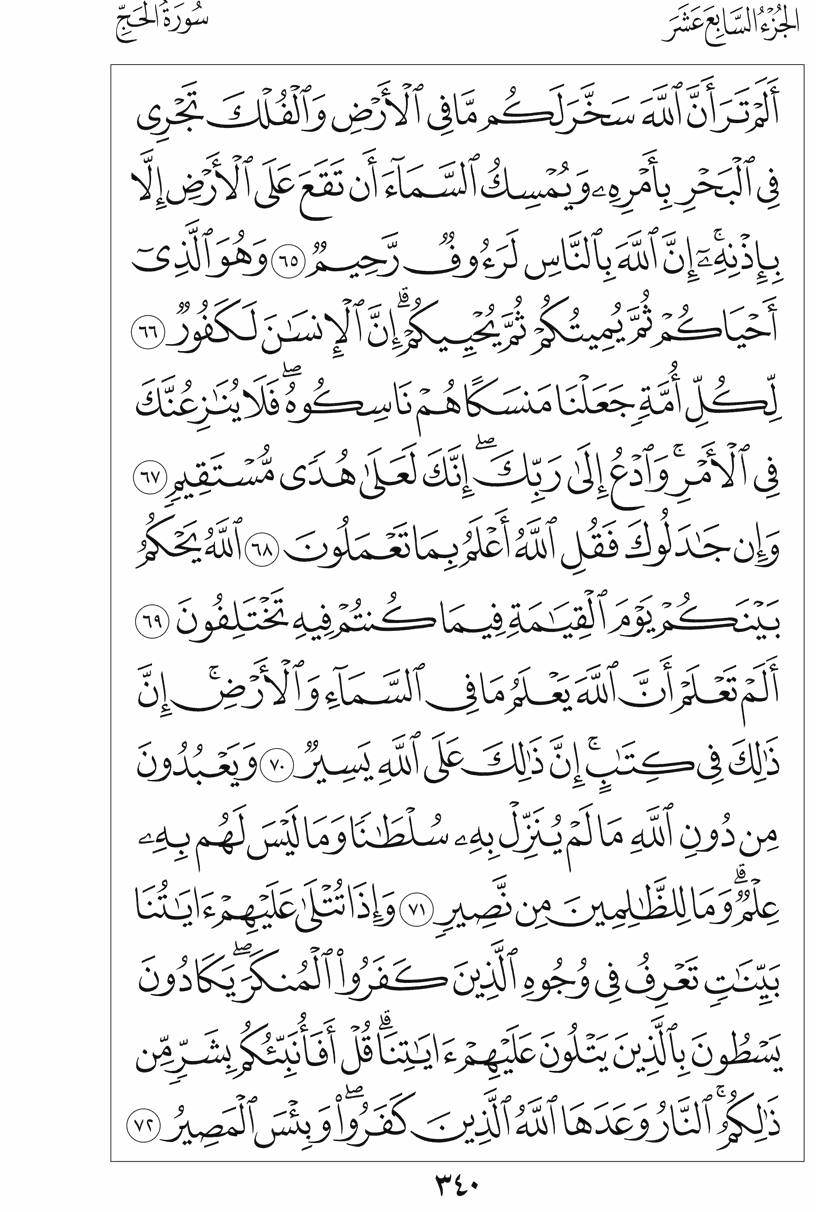 الجُزْءُ السَّابِعَ عَشَرَ
سُورَةُ الحَجِّ
أَلَمْ تَرَ أَنَّ ٱللَّهَ سَخَّرَ لَكُم مَّا فِى ٱلْأَرْضِ وَٱلْفُلْكَ تَجْرِى
فِى ٱلْبَحْرِ بِأَمْرِهِۦ وَيُمْسِكُ ٱلسَّمَآءَ أَن تَقَعَ عَلَى ٱلْأَرْضِ إِلَّا
بِإِذْنِهِۦٓ ۚ إِنَّ ٱللَّهَ بِٱلنَّاسِ لَرَءُوفٌ رَّحِيمٌ ٦٥ وَهُوَ ٱلَّذِىٓ
أَحْيَاكُمْ ثُمَّ يُمِيتُكُمْ ثُمَّ يُحْيِيكُمْ ۗ إِنَّ ٱلْإِنسَـٰنَ لَكَفُورٌ ٦٦
لِّكُلِّ أُمَّةٍ جَعَلْنَا مَنسَكًا هُمْ نَاسِكُوهُ ۖ فَلَا يُنَـٰزِعُنَّكَ
فِى ٱلْأَمْرِ ۚ وَٱدْعُ إِلَىٰ رَبِّكَ ۖ إِنَّكَ لَعَلَىٰ هُدًى مُّسْتَقِيمٍ ٦٧
وَإِن جَـٰدَلُوكَ فَقُلِ ٱللَّهُ أَعْلَمُ بِمَا تَعْمَلُونَ ٦٨ ٱللَّهُ يَحْكُمُ
بَيْنَكُمْ يَوْمَ ٱلْقِيَـٰمَةِ فِيمَا كُنتُمْ فِيهِ تَخْتَلِفُونَ ٦٩
أَلَمْ تَعْلَمْ أَنَّ ٱللَّهَ يَعْلَمُ مَا فِى ٱلسَّمَآءِ وَٱلْأَرْضِ ۗ إِنَّ
ذَٰلِكَ فِى كِتَـٰبٍ ۚ إِنَّ ذَٰلِكَ عَلَى ٱللَّهِ يَسِيرٌ ٧٠ وَيَعْبُدُونَ
مِن دُونِ ٱللَّهِ مَا لَمْ يُنَزِّلْ بِهِۦ سُلْطَـٰنًا وَمَا لَيْسَ لَهُم بِهِۦ
عِلْمٌ ۗ وَمَا لِلظَّـٰلِمِينَ مِن نَّصِيرٍ ٧١ وَإِذَا تُتْلَىٰ عَلَيْهِمْ ءَايَـٰتُنَا
بَيِّنَـٰتٍ تَعْرِفُ فِى وُجُوهِ ٱلَّذِينَ كَفَرُوا۟ ٱلْمُنكَرَ ۖ يَكَادُونَ
يَسْطُونَ بِٱلَّذِينَ يَتْلُونَ عَلَيْهِمْ ءَايَـٰتِنَا ۗ قُلْ أَفَأُنَبِّئُكُم بِشَرٍّ مِّن
ذَٰلِكُمُ ۚ ٱلنَّارُ وَعَدَهَا ٱللَّهُ ٱلَّذِينَ كَفَرُوا۟ ۖ وَبِئْسَ ٱلْمَصِيرُ ٧٢
٣٤٠